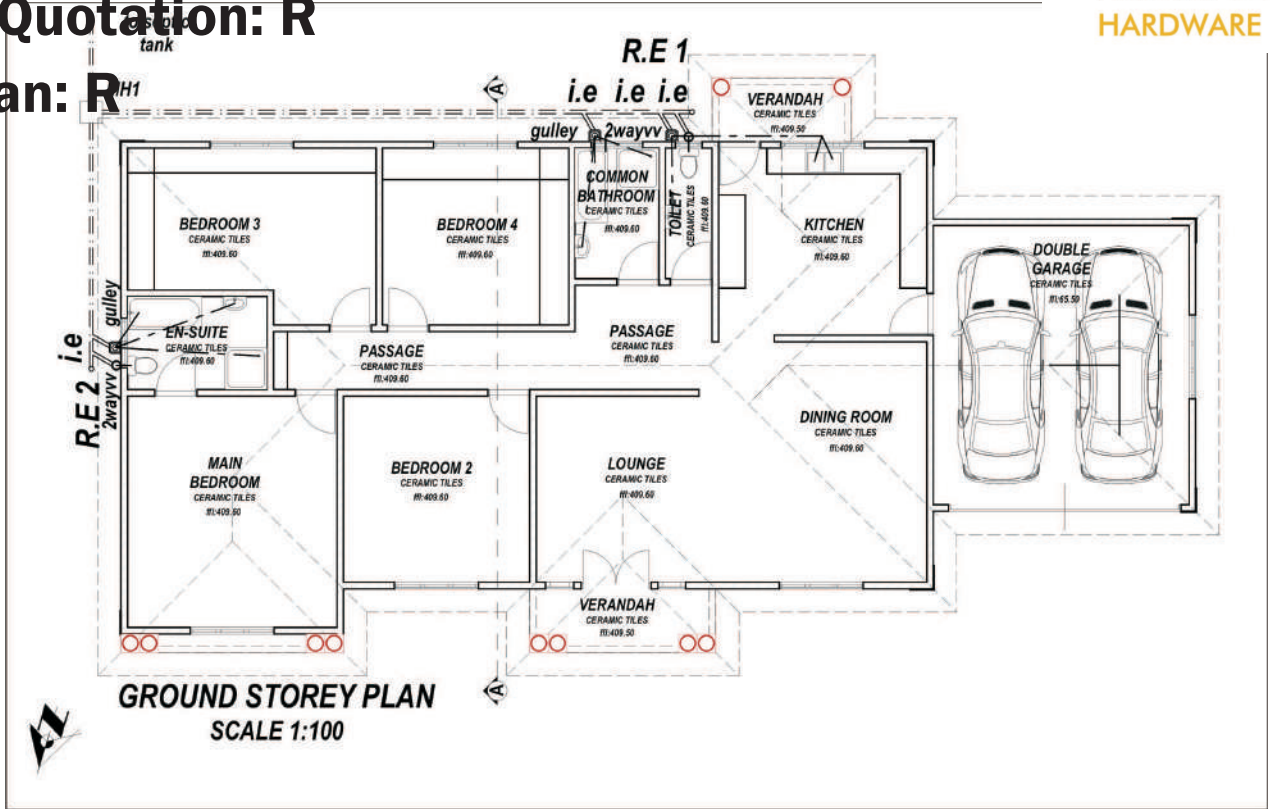 Quotation: R
an: R
HARDWARE
tank
MH1
R.E 1
i.e i.e i.e
gulley 2wayvv
VERANDAH
CERAMIC TILES
ffl:409.50
A
BEDROOM 3
CERAMIC TILES
ffl:409.60
BEDROOM 4
CERAMIC TILES
ffl:409.60
COMMON
BATHROOM
CERAMIC TILES
ffl:409.60
TOILET
CERAMIC TILES
ffl:409.60
KITCHEN
CERAMIC TILES
ffl:409.60
DOUBLE
GARAGE
CERAMIC TILES
ffl:65.50
gulley
i.e
R.E 2
2wayvv
EN-SUITE
CERAMIC TILES
ffl:409.60
PASSAGE
CERAMIC TILES
ffl:409.60
PASSAGE
CERAMIC TILES
ffl:409.60
MAIN
BEDROOM
CERAMIC TILES
ffl:409.60
BEDROOM 2
CERAMIC TILES
ffl:409.60
LOUNGE
CERAMIC TILES
ffl:409.60
DINING ROOM
CERAMIC TILES
ffl:409.60
VERANDAH
CERAMIC TILES
ffl:409.50
A
GROUND STOREY PLAN
SCALE 1:100